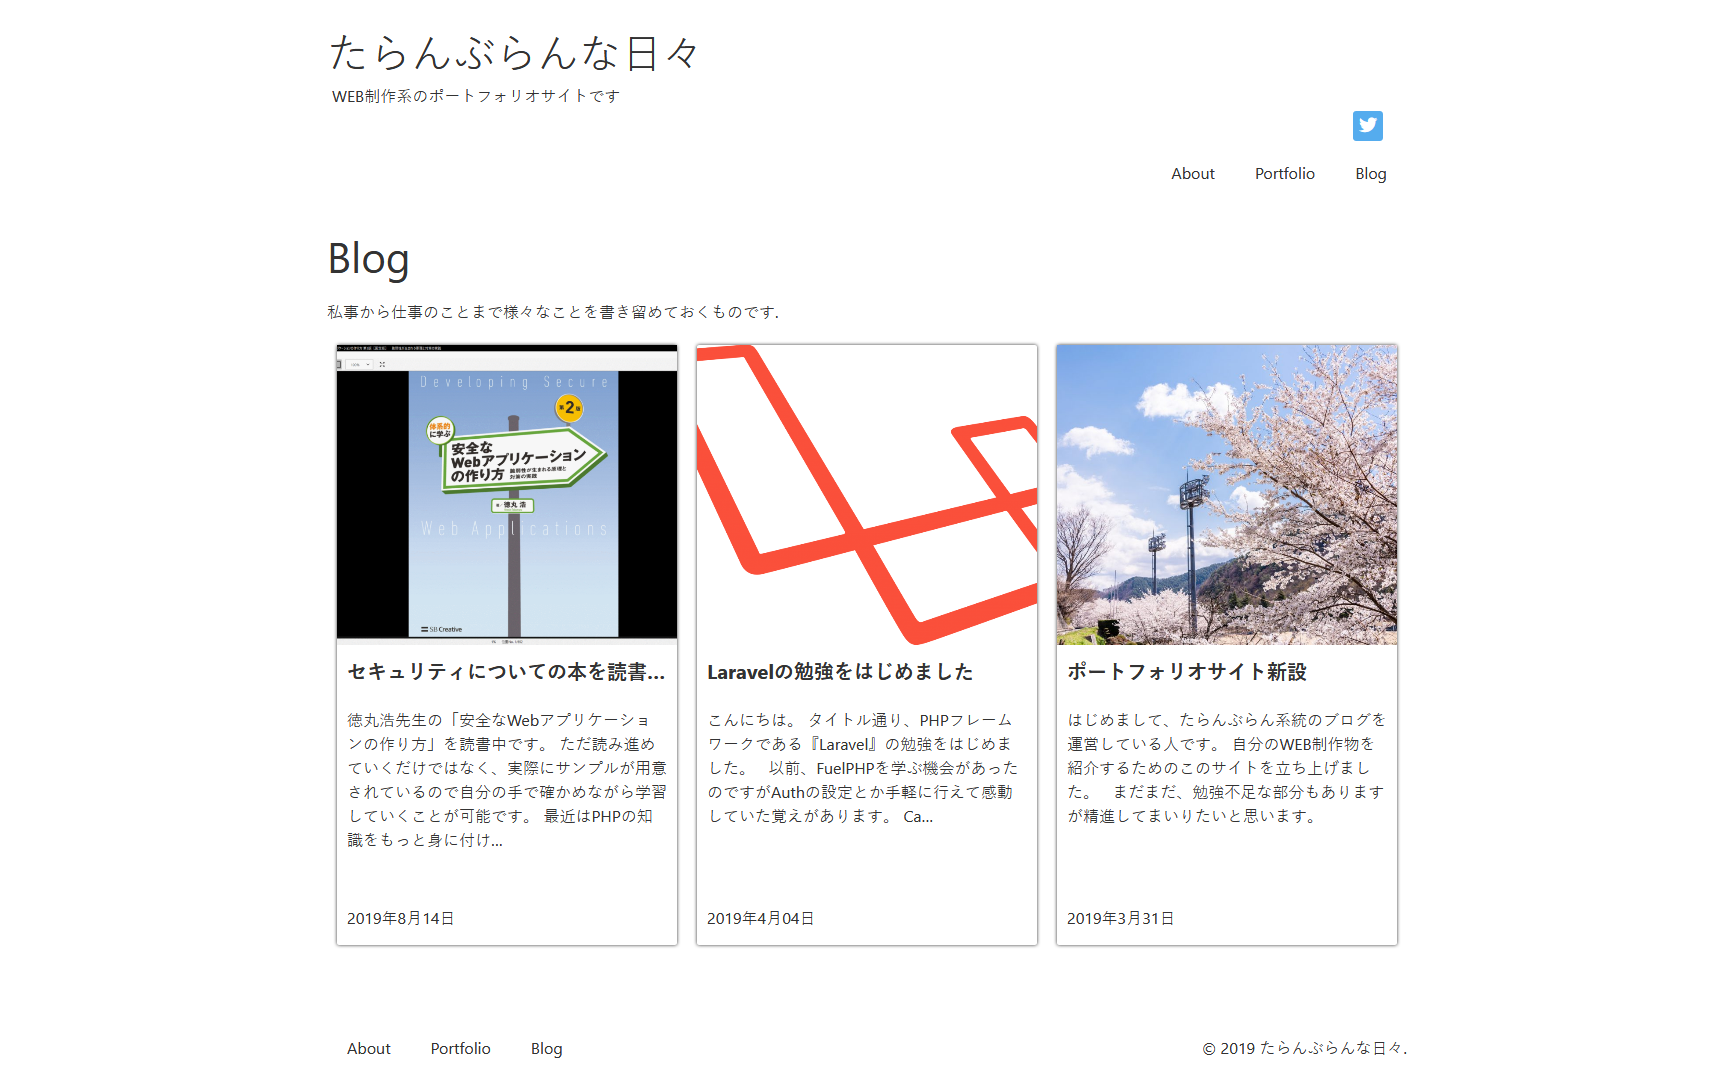 たらんぶらんな日々
WEB制作系のポートフォリオサイトです
About Portfolio Blog
Blog
私事から仕事のことまで様々なことを書き留めておくものです.
Developing Secure
第2版
体系的
に学ぶ
安全な
Webアプリケーション
の作り方 脆弱性が生まれる原理と
対策の実践
徳丸 浩
Web Applications
SB Creative
セキュリティについての本を読書...
徳丸浩先生の「安全なWebアプリケーショ
ンの作り方」を読書中です。 ただ読み進め
ていくだけではなく、実際にサンプルが用意
されているので自分の手で確かめながら学習
していくことが可能です。 最近はPHPの知
識をもっと身に付け...
2019年8月14日
Laravelの勉強をはじめました
こんにちは。 タイトル通り、PHPフレーム
ワークである『Laravel』の勉強をはじめま
した。　以前、FuelPHPを学ぶ機会があった
のですがAuthの設定とか手軽に行えて感動
していた覚えがあります。 Ca...
2019年4月04日
ポートフォリオサイト新設
はじめまして、たらんぶらん系統のブログを
運営している人です。 自分のWEB制作物を
紹介するためのこのサイトを立ち上げまし
た。　まだまだ、勉強不足な部分もあります
が精進してまいりたいと思います。
2019年3月31日
About Portfolio Blog
© 2019 たらんぶらんな日々.